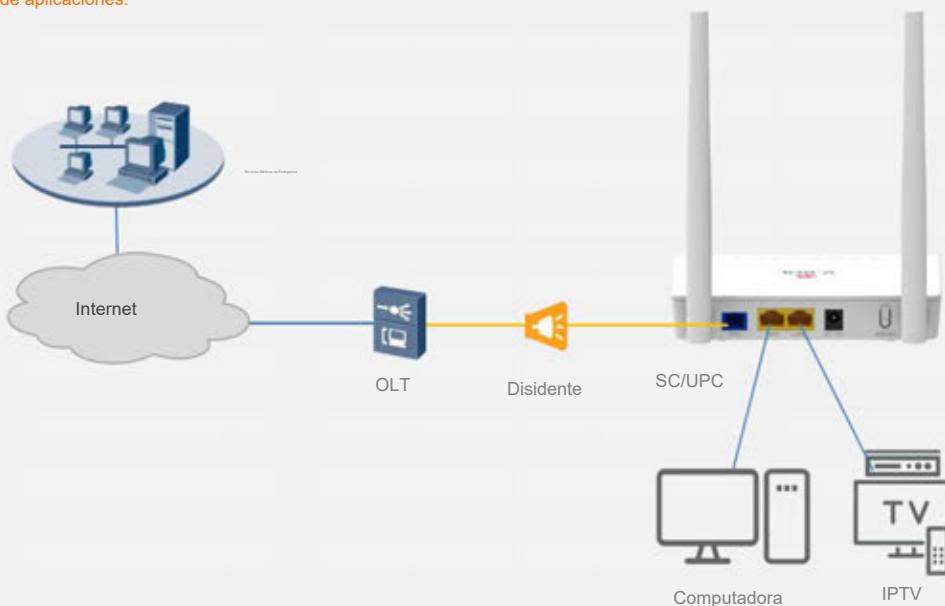 de aplicaciones.
Internet
OLT
Disidente
SC/UPC
TV
Computadora
IPTV